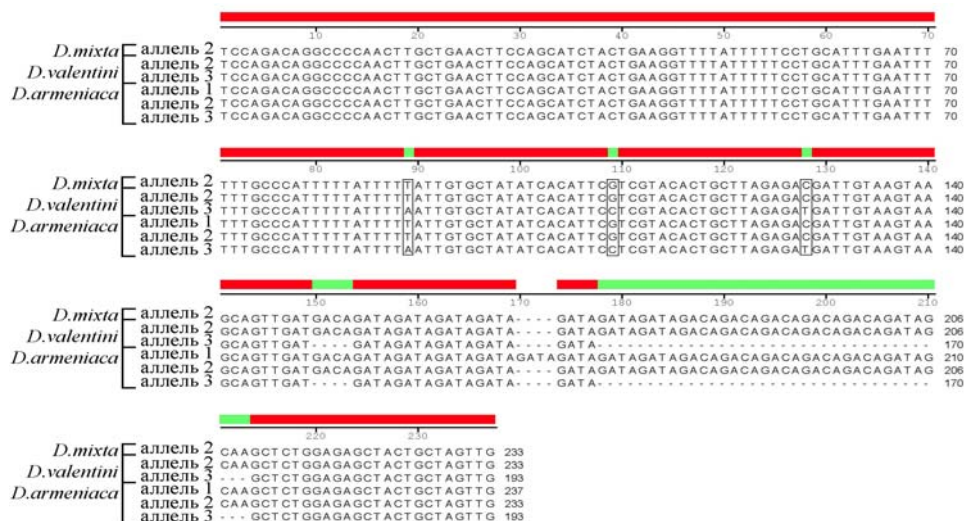 10 20 30 40 50 60 70
D.mixta аллель 2 TCCAGACAGGCCCCAACTTGCTGAACTTCCAGCATCTACTGAAGGTTTTATTTTTCCTGCATTTGAATTT 70
D.valentini аллель 2 TCCAGACAGGCCCCAACTTGCTGAACTTCCAGCATCTACTGAAGGTTTTATTTTTCCTGCATTTGAATTT 70
аллель 3 TCCAGACAGGCCCCAACTTGCTGAACTTCCAGCATCTACTGAAGGTTTTATTTTTCCTGCATTTGAATTT 70
D.armeniaca аллель 1 TCCAGACAGGCCCCAACTTGCTGAACTTCCAGCATCTACTGAAGGTTTTATTTTTCCTGCATTTGAATTT 70
аллель 2 TCCAGACAGGCCCCAACTTGCTGAACTTCCAGCATCTACTGAAGGTTTTATTTTTCCTGCATTTGAATTT 70
аллель 3 TCCAGACAGGCCCCAACTTGCTGAACTTCCAGCATCTACTGAAGGTTTTATTTTTCCTGCATTTGAATTT 70
80 90 100 110 120 130 140
D.mixta аллель 2 TTTGCCCATTTTTATTTTTATTGTGCTATATCACATTCGTCGTACACTGCTTAGAGACGATTGTAAGTAA 140
D.valentini аллель 2 TTTGCCCATTTTTATTTTTATTGTGCTATATCACATTCGTCGTACACTGCTTAGAGACGATTGTAAGTAA 140
аллель 3 TTTGCCCATTTTTATTTTAATTGTGCTATATCACATTCCTCGTACACTGCTTAGAGATGATTGTAAGTAA 140
D.armeniaca аллель 1 TTTGCCCATTTTTATTTTTATTGTGCTATATCACATTCGTCGTACACTGCTTAGAGACGATTGTAAGTAA 140
аллель 2 TTTGCCCATTTTTATTTTTATTGTGCTATATCACATTCGTCGTACACTGCTTAGAGACGATTGTAAGTAA 140
аллель 3 TTTGCCCATTTTTATTTTAATTGTGCTATATCACATTCCTCGTACACTGCTTAGAGATGATTGTAAGTAA 140
150 160 170 180 190 200 210
D.mixta аллель 2 GCAGTTGATGACAGATAGATAGATAGATA----GATAGATAGATAGACAGACAGACAGACAGACAGATAG 206
D.valentini аллель 2 GCAGTTGATGACAGATAGATAGATAGATA----GATAGATAGATAGACAGACAGACAGACAGACAGATAG 206
аллель 3 GCAGTTGAT----GATAGATAGATAGATA----GATA--------------------------------- 170
D.armeniaca аллель 1 GCAGTTGATGACAGATAGATAGATAGATAGATAGATAGATAGATAGACAGACAGACAGACAGACAGATAG 210
аллель 2 GCAGTTGATGACAGATAGATAGATAGATA----GATAGATAGATAGACAGACAGACAGACAGACAGATAG 206
аллель 3 GCAGTTGAT----GATAGATAGATAGATA----GATA--------------------------------- 170
220 230
D.mixta аллель 2 CAAGCTCTGGAGAGCTACTGCTAGTTG 233
D.valentini аллель 2 CAAGCTCTGGAGAGCTACTGCTAGTTG 233
аллель 3 ---GCTCTGGAGAGCTACTGCTAGTTG 193
D.armeniaca аллель 1 CAAGCTCTGGAGAGCTACTGCTAGTTG 237
аллель 2 CAAGCTCTGGAGAGCTACTGCTAGTTG 233
аллель 3 ---GCTCTGGAGAGCTACTGCTAGTTG 193